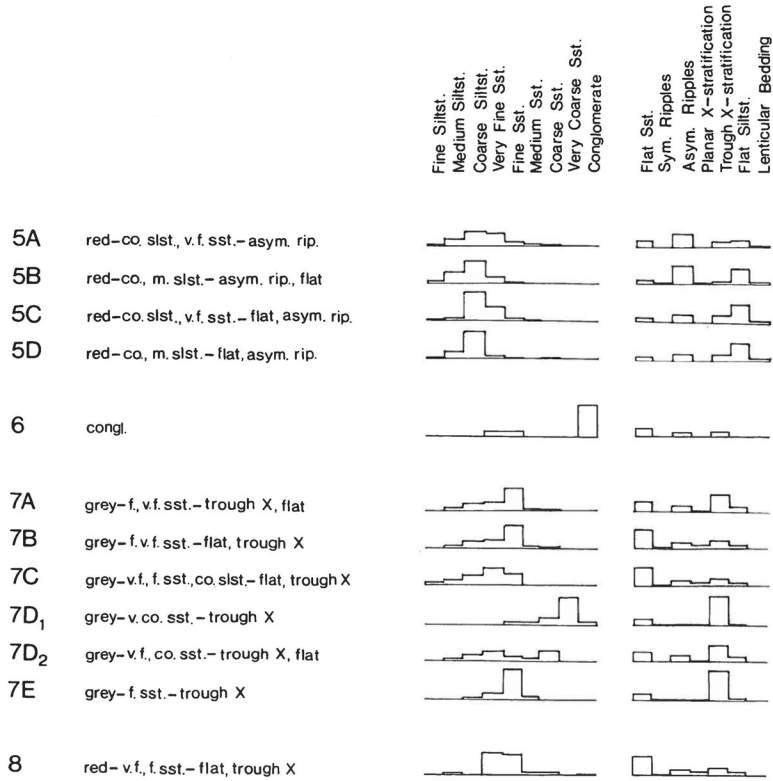 Fine Siltst.
Medium Siltst.
Coarse Siltst.
Very Fine Sst.
Fine Sst.
Medium Sst.
Coarse Sst.
Very Coarse Sst.
Conglomerate
Flat Sst.
Sym. Ripples
Asym. Ripples
Planar X-stratification
Trough X-stratification
Flat Siltst.
Lenticular Bedding
5A red-co. slst., v.f. sst.- asym. rip.
5B red-co., m. slst.- asym. rip., flat
5C red-co. slst., v.f. sst.- flat, asym. rip.
5D red-co., m. slst.- flat, asym. rip.
6 congl.
7A grey-f., v.f. sst.-trough X, flat
7B grey-f. v.f. sst.-flat, trough X
7C grey-v.f., f. sst., co. slst.- flat, trough X
7D₁ grey-v. co. sst.- trough X
7D₂ grey-v.f., co. sst.- trough X, flat
7E grey-f. sst.-trough X
8 red-v.f., f. sst.-flat, trough X